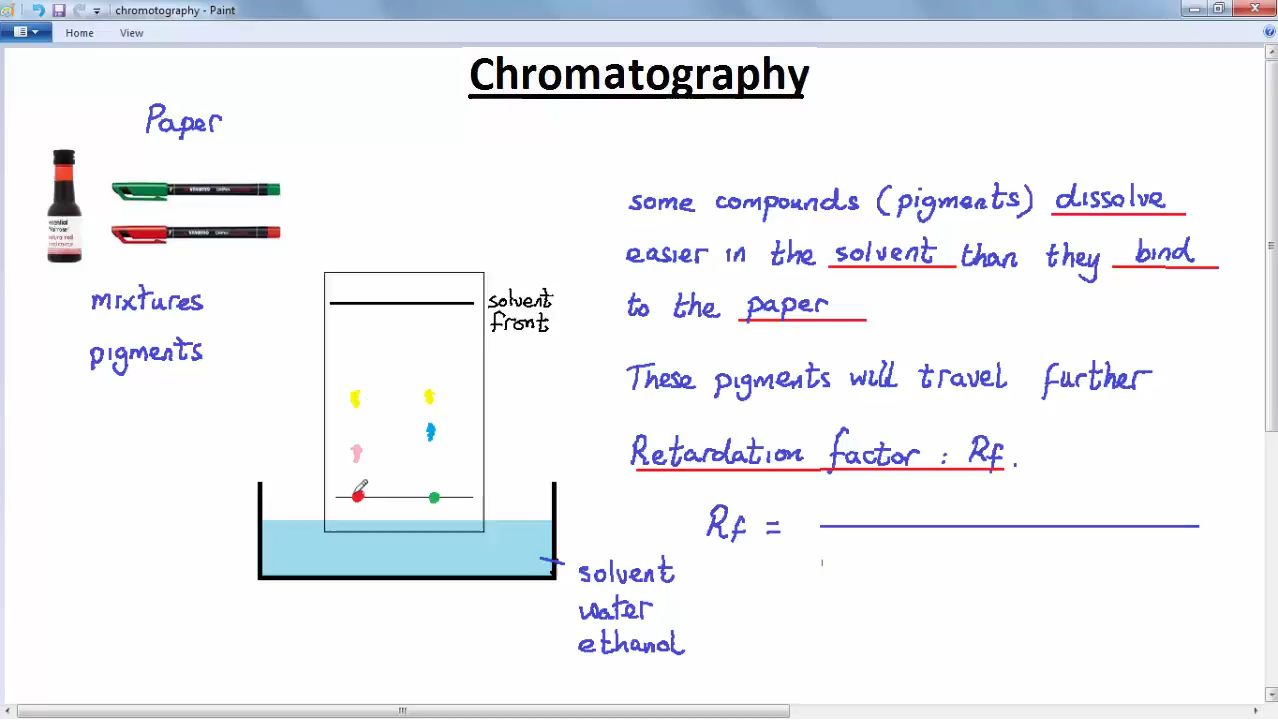 chromotography - Paint
Home View
Chromatography
Paper
mixtures
pigments
solvent
front
some compounds (pigments) dissolve
easier in the solvent than they bind
to the paper
These pigments will travel further
Retardation factor : Rf.
Rf =
solvent
water
ethanol